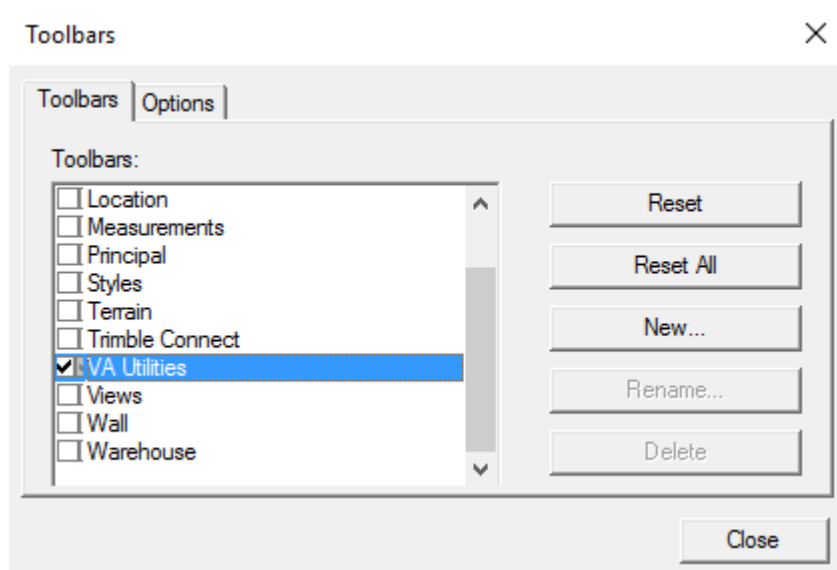 Toolbars
Toolbars
Options
Toolbars:
Location
Measurements
Principal
Styles
Terrain
Trimble Connect
VA Utilities
Views
Wall
Warehouse
Reset
Reset All
New...
Rename...
Delete
Close